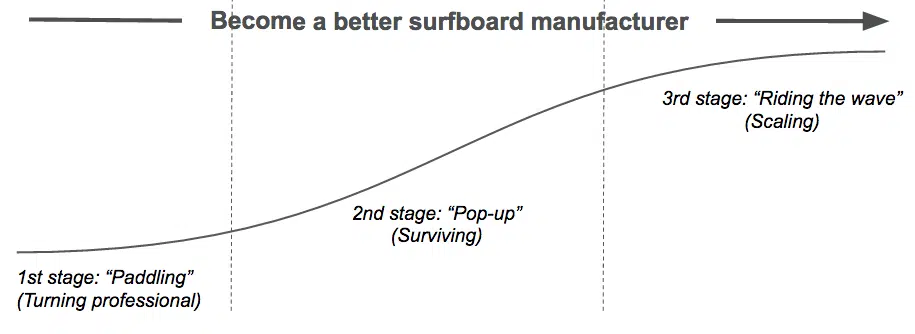 Become a better surfboard manufacturer
3rd stage: “Riding the wave”
(Scaling)
2nd stage: “Pop-up”
(Surviving)
1st stage: “Paddling”
(Turning professional)